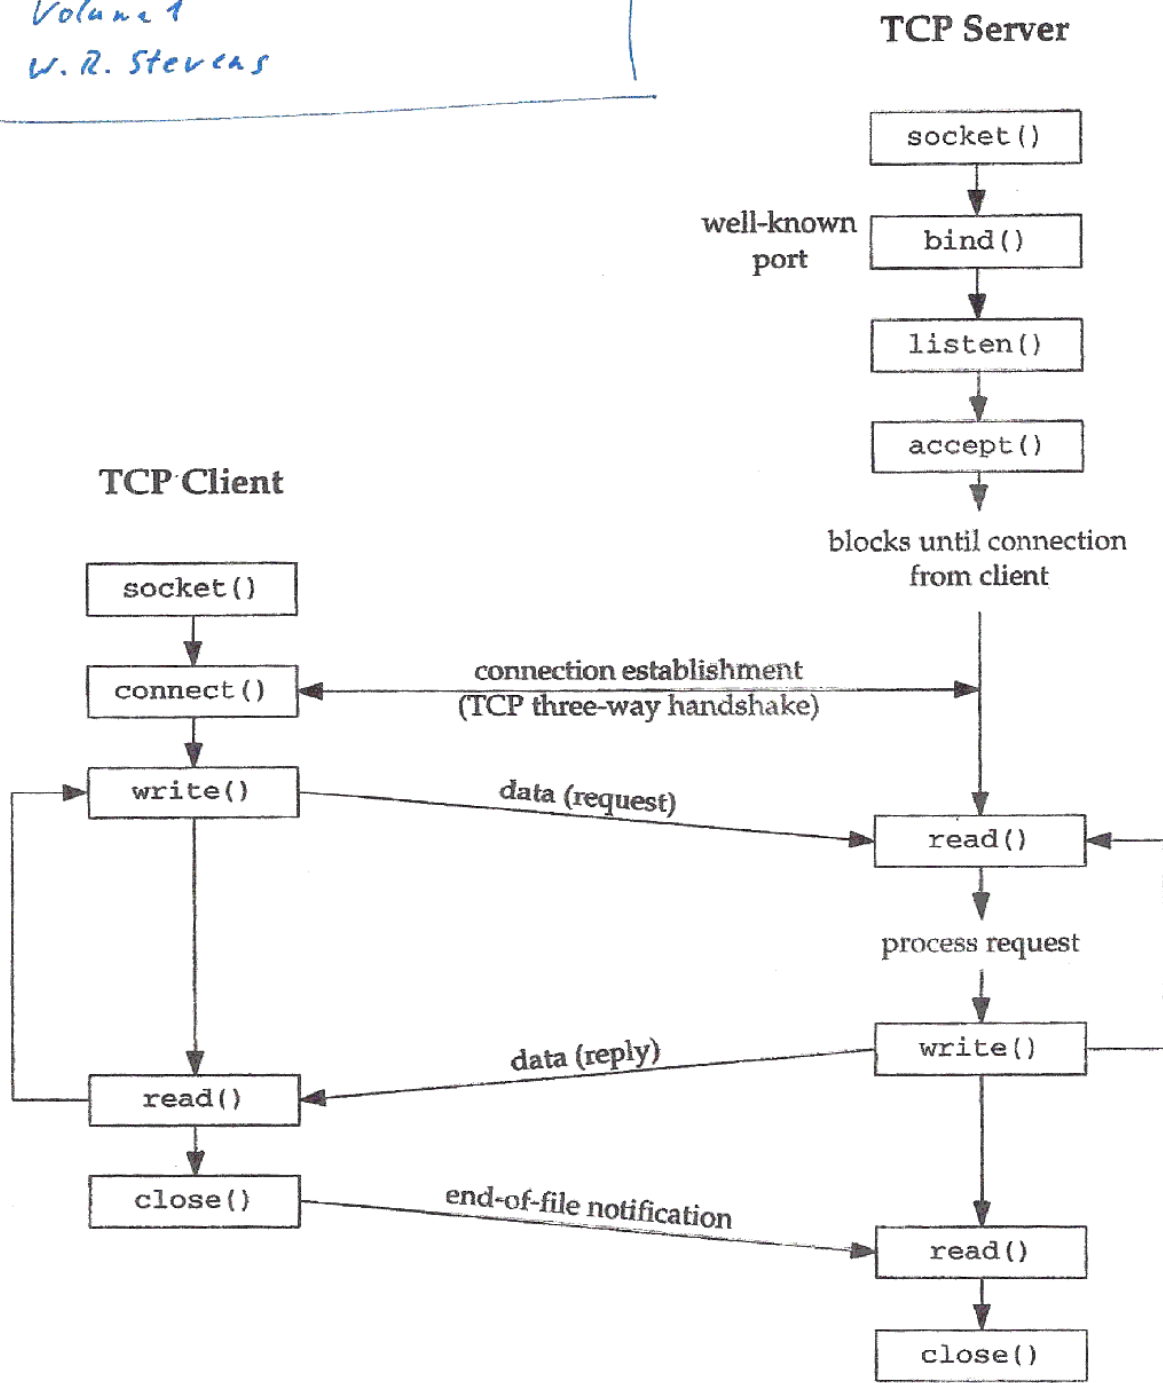 Volume 1
W. R. Stevens
TCP Server
socket()
well-known
port
bind()
listen()
accept()
blocks until connection
from client
TCP Client
socket()
connect()
connection establishment
(TCP three-way handshake)
write()
data (request)
read()
process request
write()
data (reply)
read()
close()
end-of-file notification
read()
close()